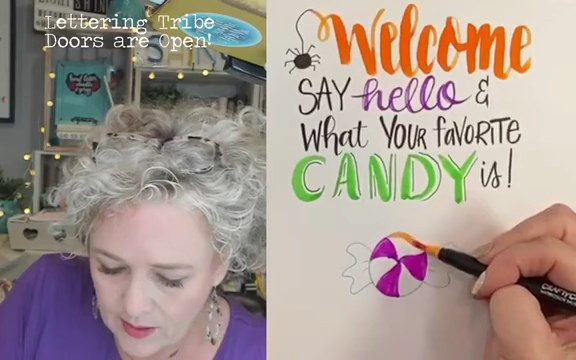 Lettering Tribe
Doors are Open!
Welcome
SAY hello &
What YOUR favorite
CANDY is!